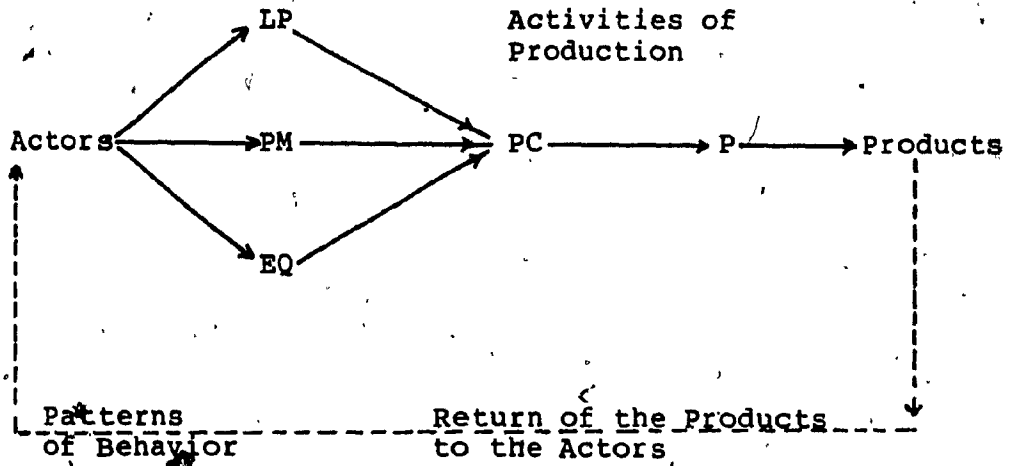 LP
Activities of
Production
Actors
PM
PC
P
Products
EQ
Patterns
of Behavior
Return of the Products
to the Actors